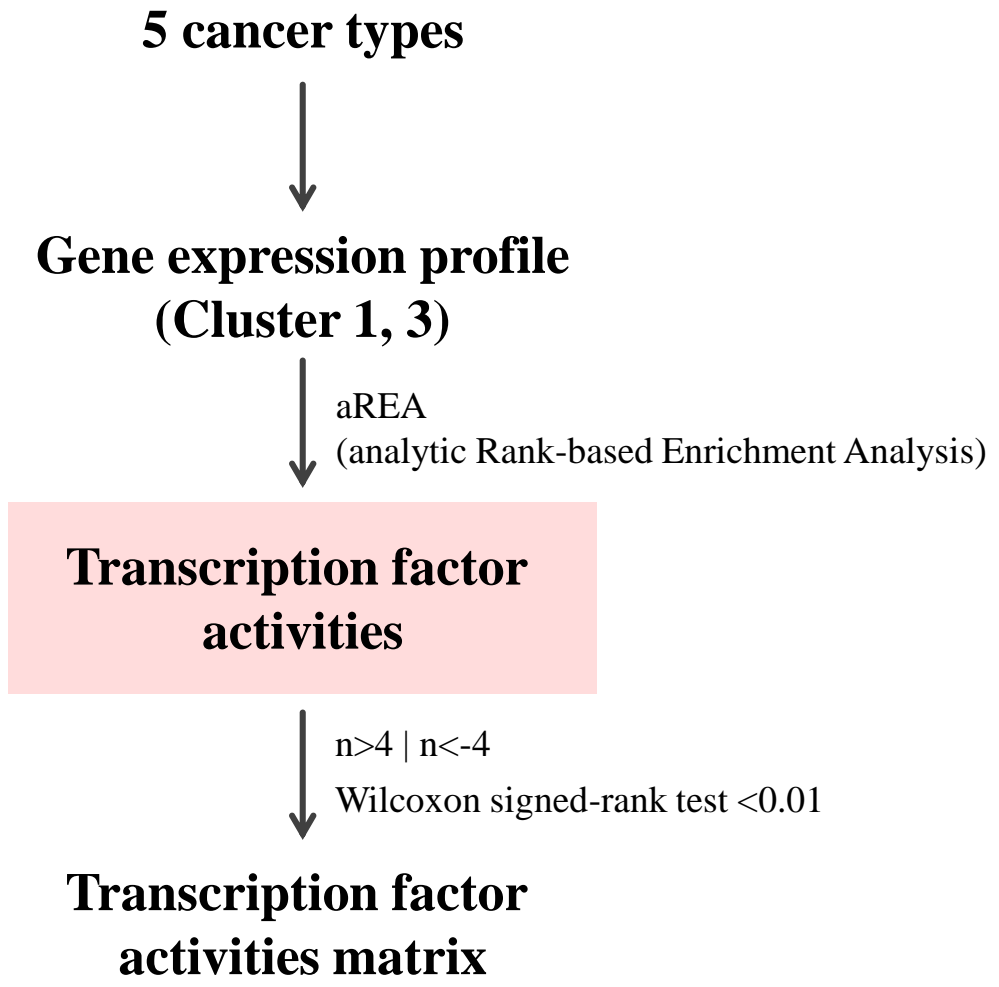 5 cancer types
Gene expression profile
(Cluster 1, 3)
aREA
(analytic Rank-based Enrichment Analysis)
Transcription factor
activities
n>4 | n<-4
Wilcoxon signed-rank test <0.01
Transcription factor
activities matrix